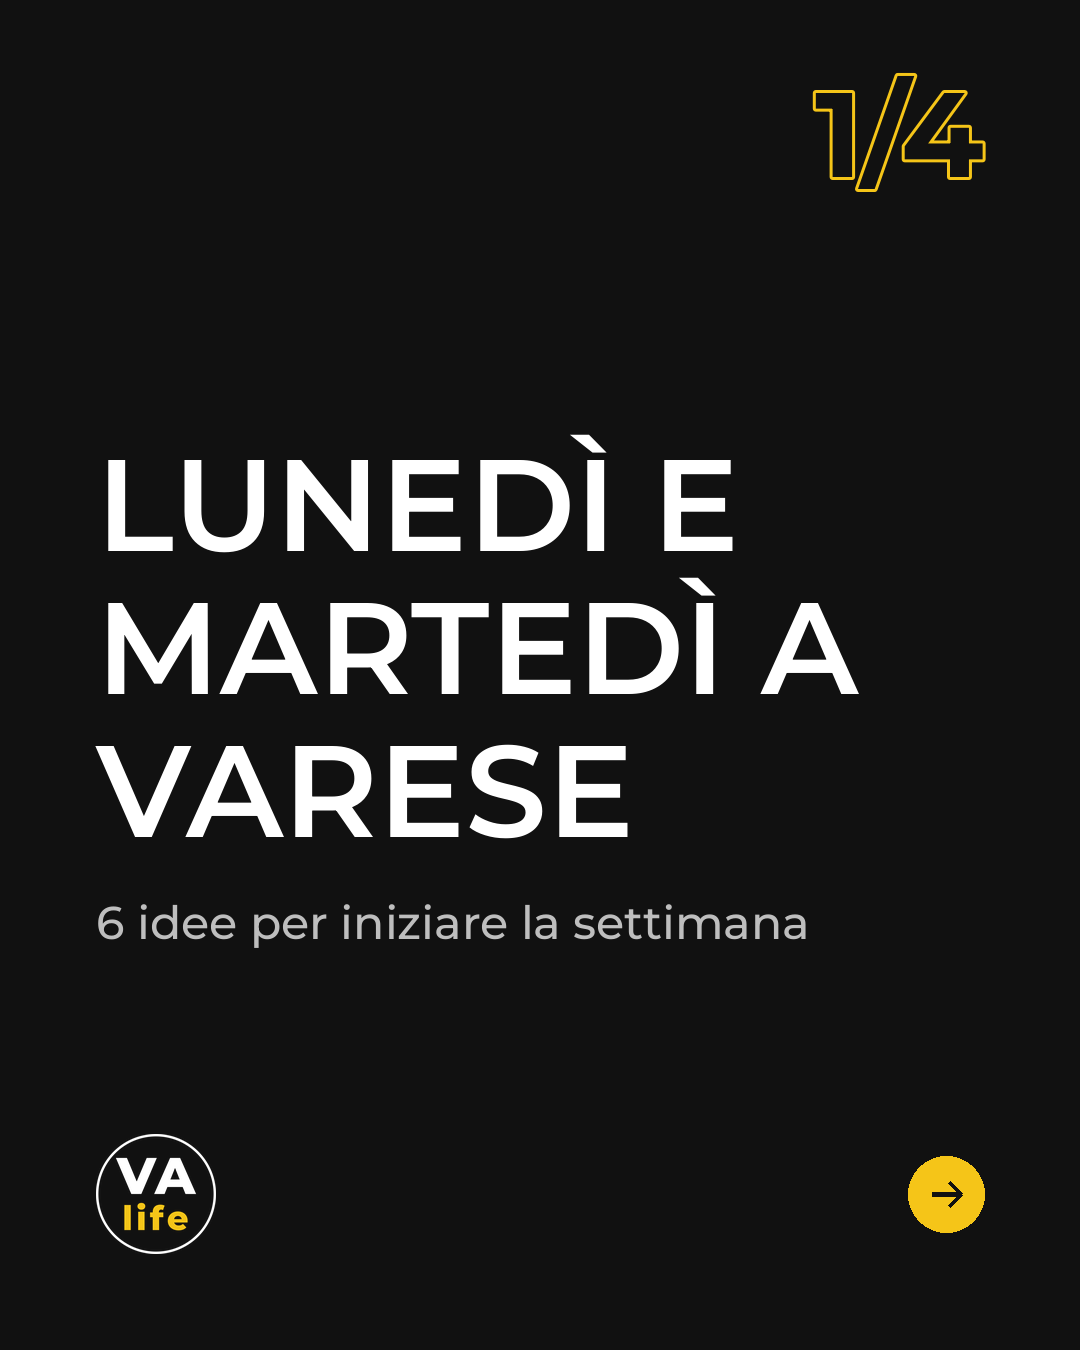 1/4
LUNEDÌ E
MARTEDÌ A
VARESE
6 idee per iniziare la settimana
VA
life